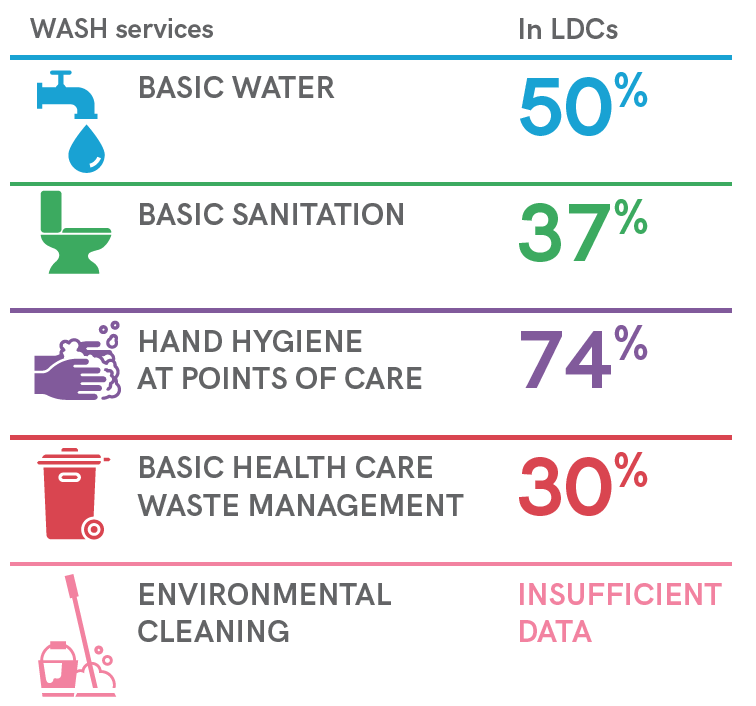 WASH services In LDCs
BASIC WATER 50%
BASIC SANITATION 37%
HAND HYGIENE
AT POINTS OF CARE 74%
BASIC HEALTH CARE
WASTE MANAGEMENT 30%
ENVIRONMENTAL
CLEANING
INSUFFICIENT
DATA